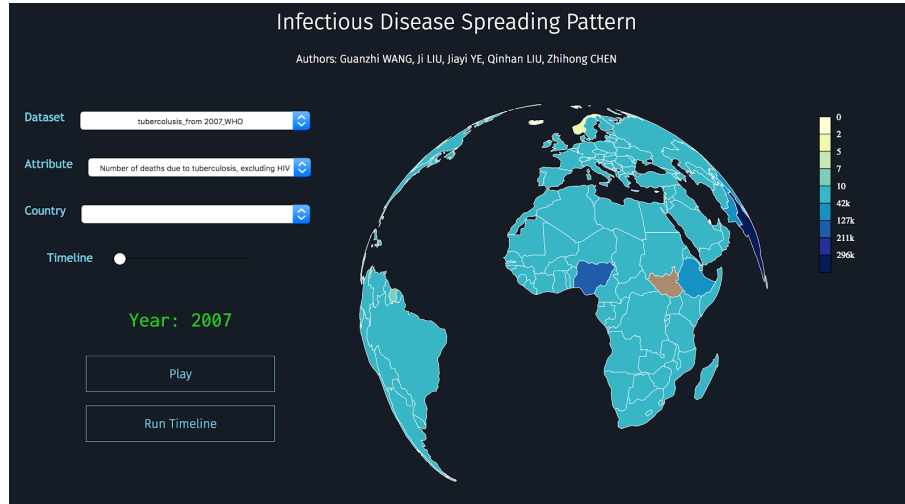 Infectious Disease Spreading Pattern
Authors: Guanzhi WANG, Ji LIU, Jiayi YE, Qinhan LIU, Zhihong CHEN
Dataset
tubercolusis_from 2007_WHO
Attribute
Number of deaths due to tuberculosis, excluding HIV
Country
Timeline
Year: 2007
Play
Run Timeline
0
2
5
7
10
42k
127k
211k
296k